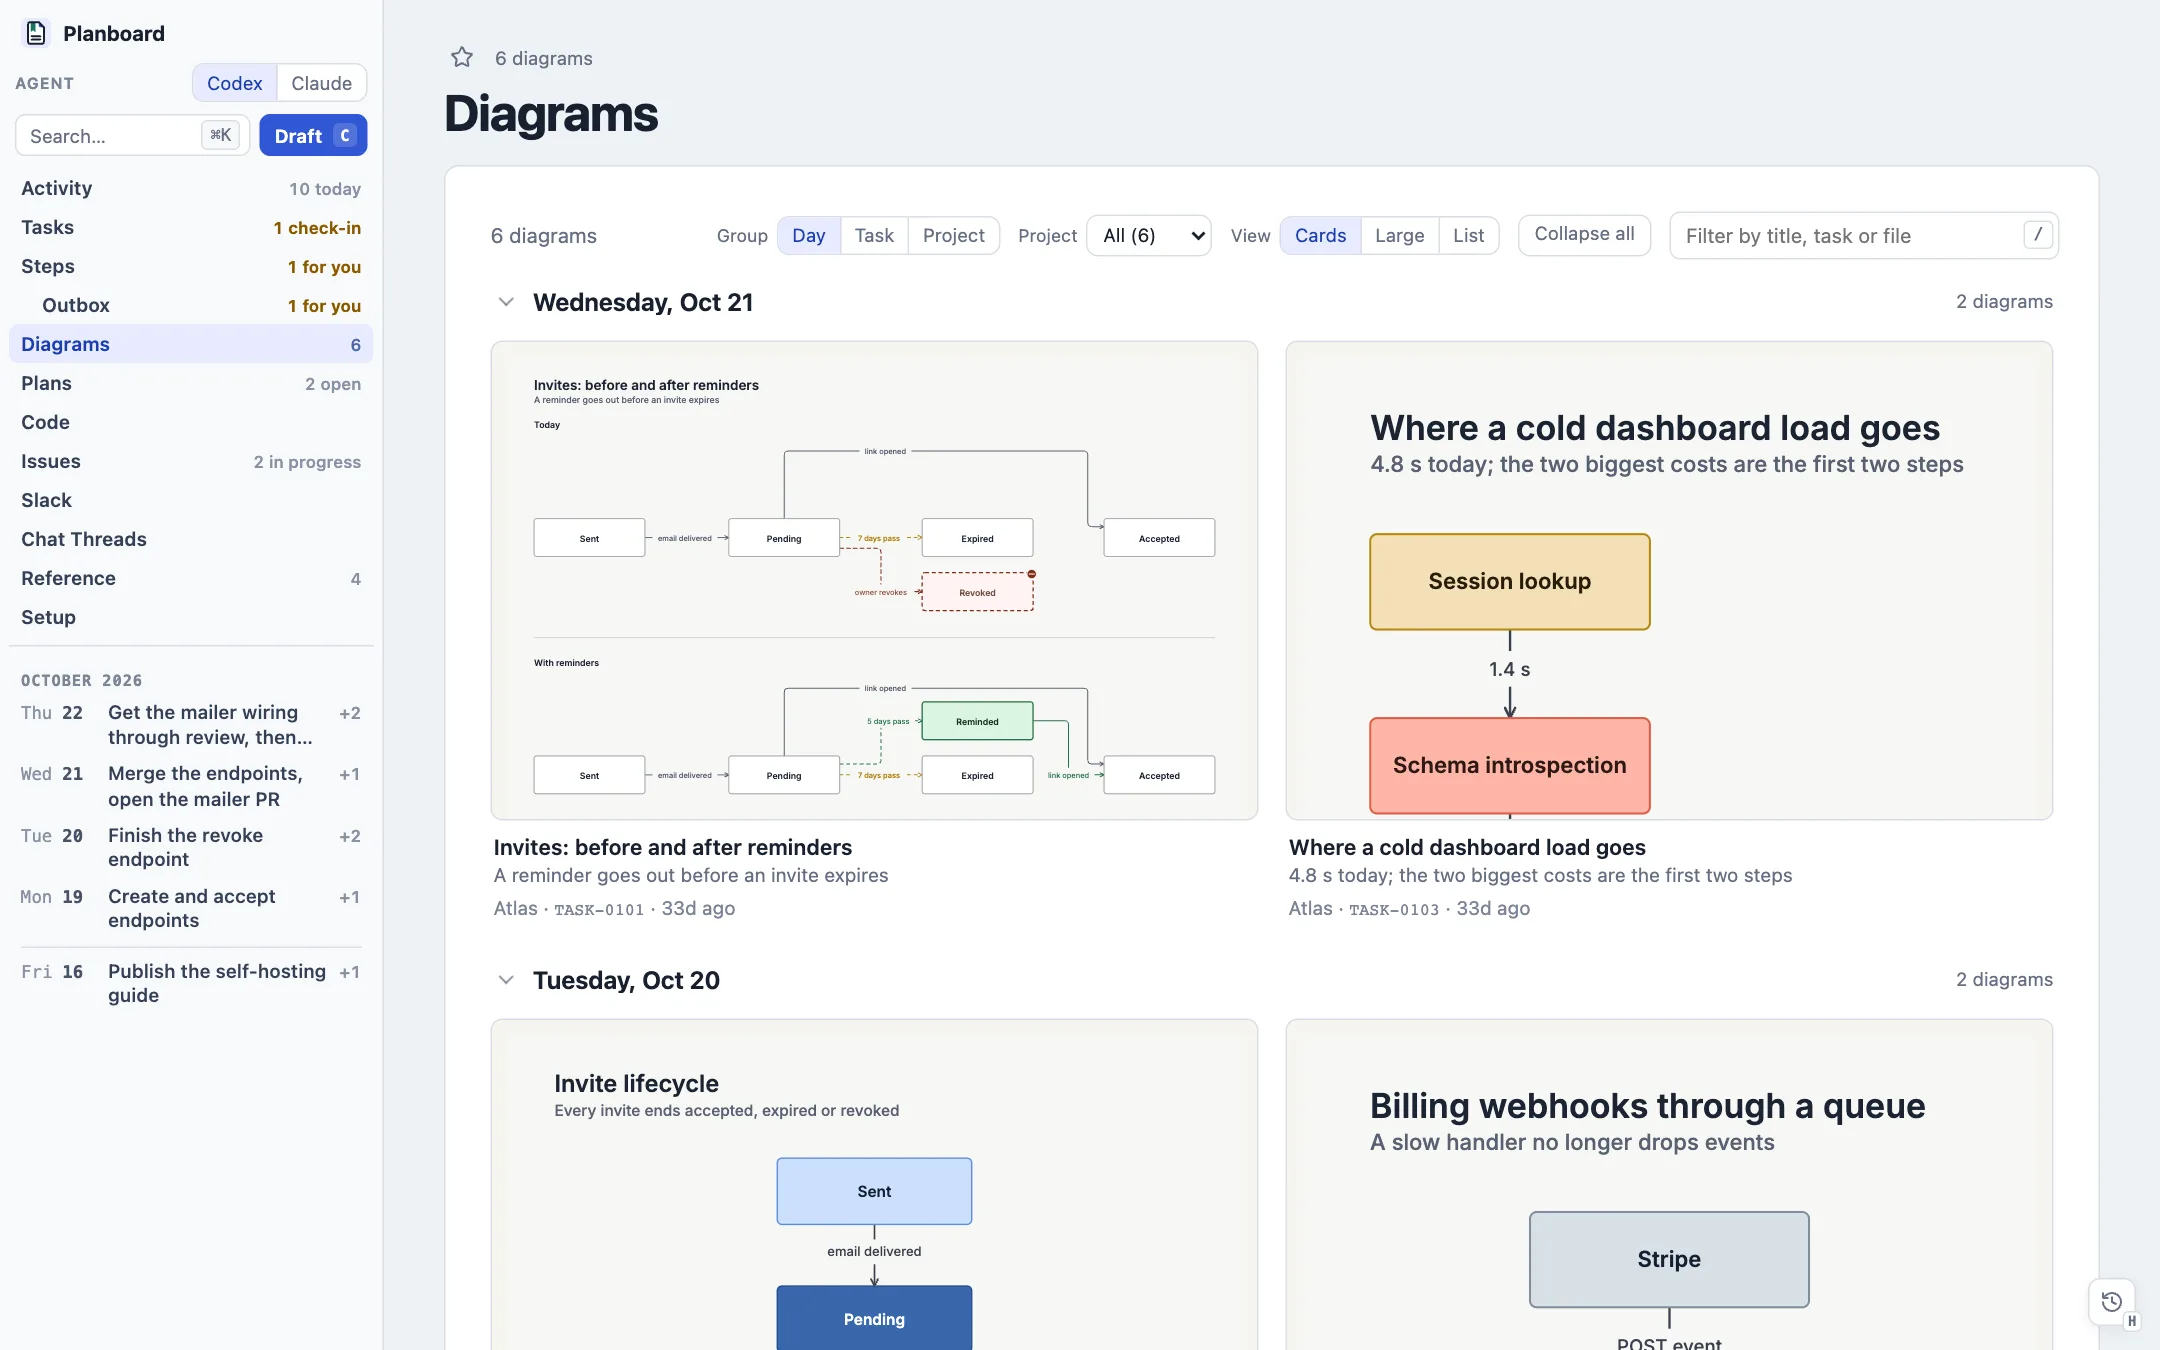 Planboard
AGENT
Codex
Claude
Search...
⌘K
Draft C
Activity
10 today
Tasks
1 check-in
Steps
1 for you
Outbox
1 for you
Diagrams
6
Plans
2 open
Code
Issues
2 in progress
Slack
Chat Threads
Reference
4
Setup
OCTOBER 2026
Thu 22
Get the mailer wiring
through review, then...
+2
Wed 21
Merge the endpoints,
open the mailer PR
+1
Tue 20
Finish the revoke
endpoint
+2
Mon 19
Create and accept
endpoints
+1
Fri 16
Publish the self-hosting
guide
+1
6 diagrams
Diagrams
6 diagrams
Group
Day
Task
Project
Project
All (6)
View
Cards
Large
List
Collapse all
Filter by title, task or file
/
Wednesday, Oct 21
2 diagrams
Invites: before and after reminders
A reminder goes out before an invite expires
Today
link opened
Sent
email delivered
Pending
7 days pass
Expired
Accepted
owner revokes
Revoked
With reminders
link opened
5 days pass
Reminded
Sent
email delivered
Pending
7 days pass
Expired
link opened
Accepted
Invites: before and after reminders
A reminder goes out before an invite expires
Atlas · TASK-0101 · 33d ago
Where a cold dashboard load goes
4.8 s today; the two biggest costs are the first two steps
Session lookup
1.4 s
Schema introspection
Where a cold dashboard load goes
4.8 s today; the two biggest costs are the first two steps
Atlas · TASK-0103 · 33d ago
Tuesday, Oct 20
2 diagrams
Invite lifecycle
Every invite ends accepted, expired or revoked
Sent
email delivered
Pending
Billing webhooks through a queue
A slow handler no longer drops events
Stripe
POST event
H